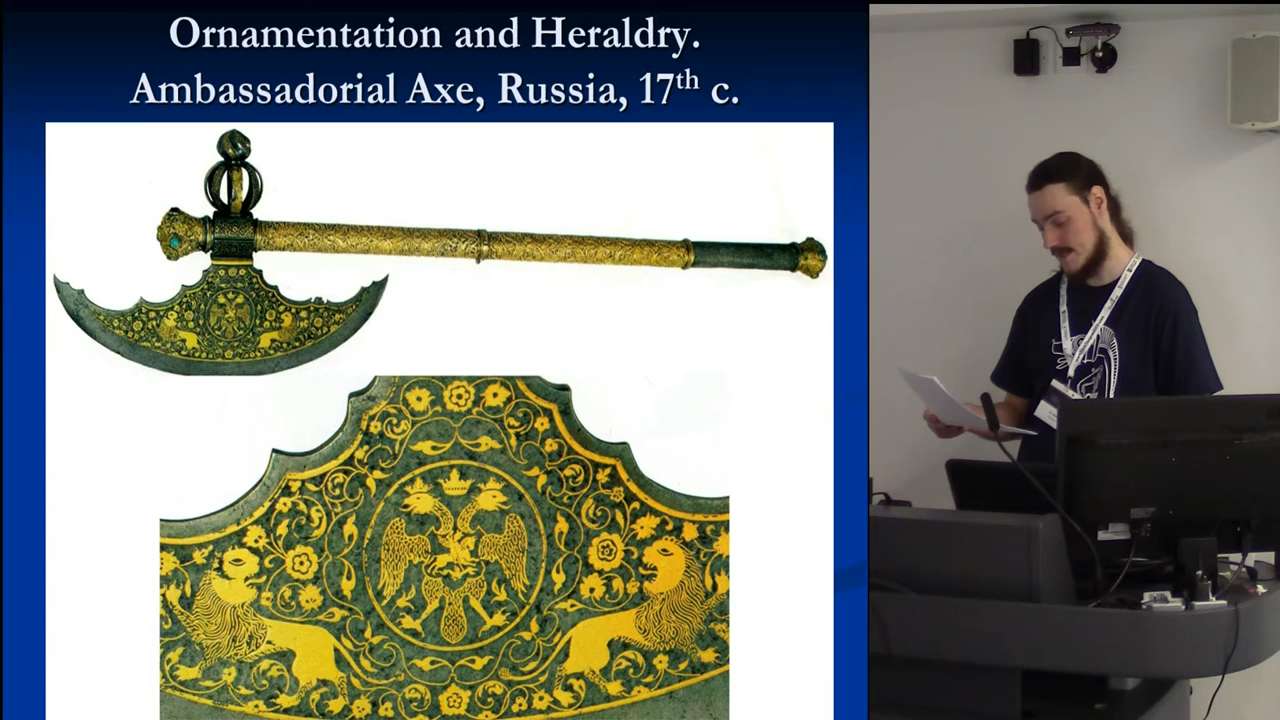 Ornamentation and Heraldry.
Ambassadorial Axe, Russia, 17th c.